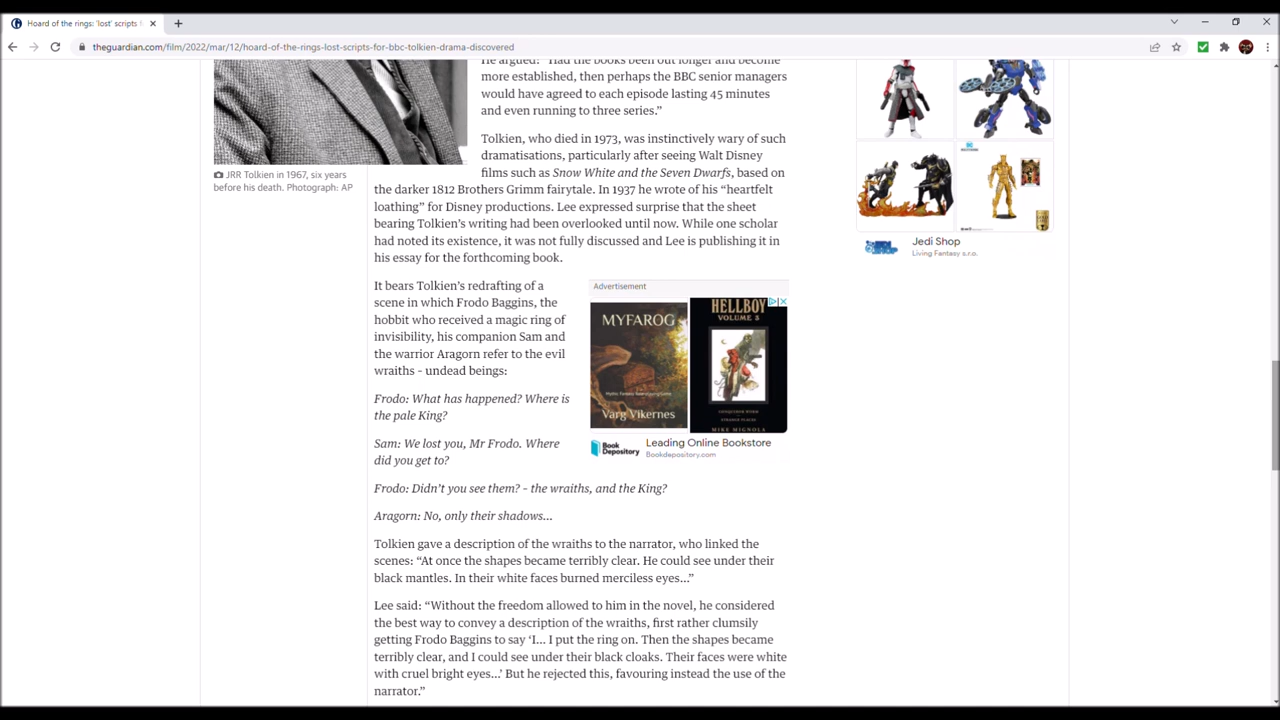 Hoard of the rings: 'lost' scripts f
theguardian.com/film/2022/mar/12/hoard-of-the-rings-lost-scripts-for-bbc-tolkien-drama-discovered
He argued: "Had the books been out longer and become
more established, then perhaps the BBC senior managers
would have agreed to each episode lasting 45 minutes
and even running to three series."
Tolkien, who died in 1973, was instinctively wary of such
dramatisations, particularly after seeing Walt Disney
films such as Snow White and the Seven Dwarfs, based on
the darker 1812 Brothers Grimm fairytale. In 1937 he wrote of his "heartfelt
loathing" for Disney productions. Lee expressed surprise that the sheet
bearing Tolkien's writing had been overlooked until now. While one scholar
had noted its existence, it was not fully discussed and Lee is publishing it in
his essay for the forthcoming book.
JRR Tolkien in 1967, six years
before his death. Photograph: AP
It bears Tolkien's redrafting of a
scene in which Frodo Baggins, the
hobbit who received a magic ring of
invisibility, his companion Sam and
the warrior Aragorn refer to the evil
wraiths – undead beings:
Frodo: What has happened? Where is
the pale King?
Sam: We lost you, Mr Frodo. Where
did you get to?
Frodo: Didn't you see them? – the wraiths, and the King?
Aragorn: No, only their shadows…
Tolkien gave a description of the wraiths to the narrator, who linked the
scenes: "At once the shapes became terribly clear. He could see under their
black mantles. In their white faces burned merciless eyes…"
Lee said: "Without the freedom allowed to him in the novel, he considered
the best way to convey a description of the wraiths, first rather clumsily
getting Frodo Baggins to say 'I… I put the ring on. Then the shapes became
terribly clear, and I could see under their black cloaks. Their faces were white
with cruel bright eyes…' But he rejected this, favouring instead the use of the
narrator."
Advertisement
MYFAROG
Varg Vikernes
HELLBOY
VOLUME 3
CONQUEROR WORM
STRANGE PLACES
MIKE MIGNOLA
Book
Depository
Leading Online Bookstore
Bookdepository.com
Jedi Shop
Living Fantasy s.r.o.